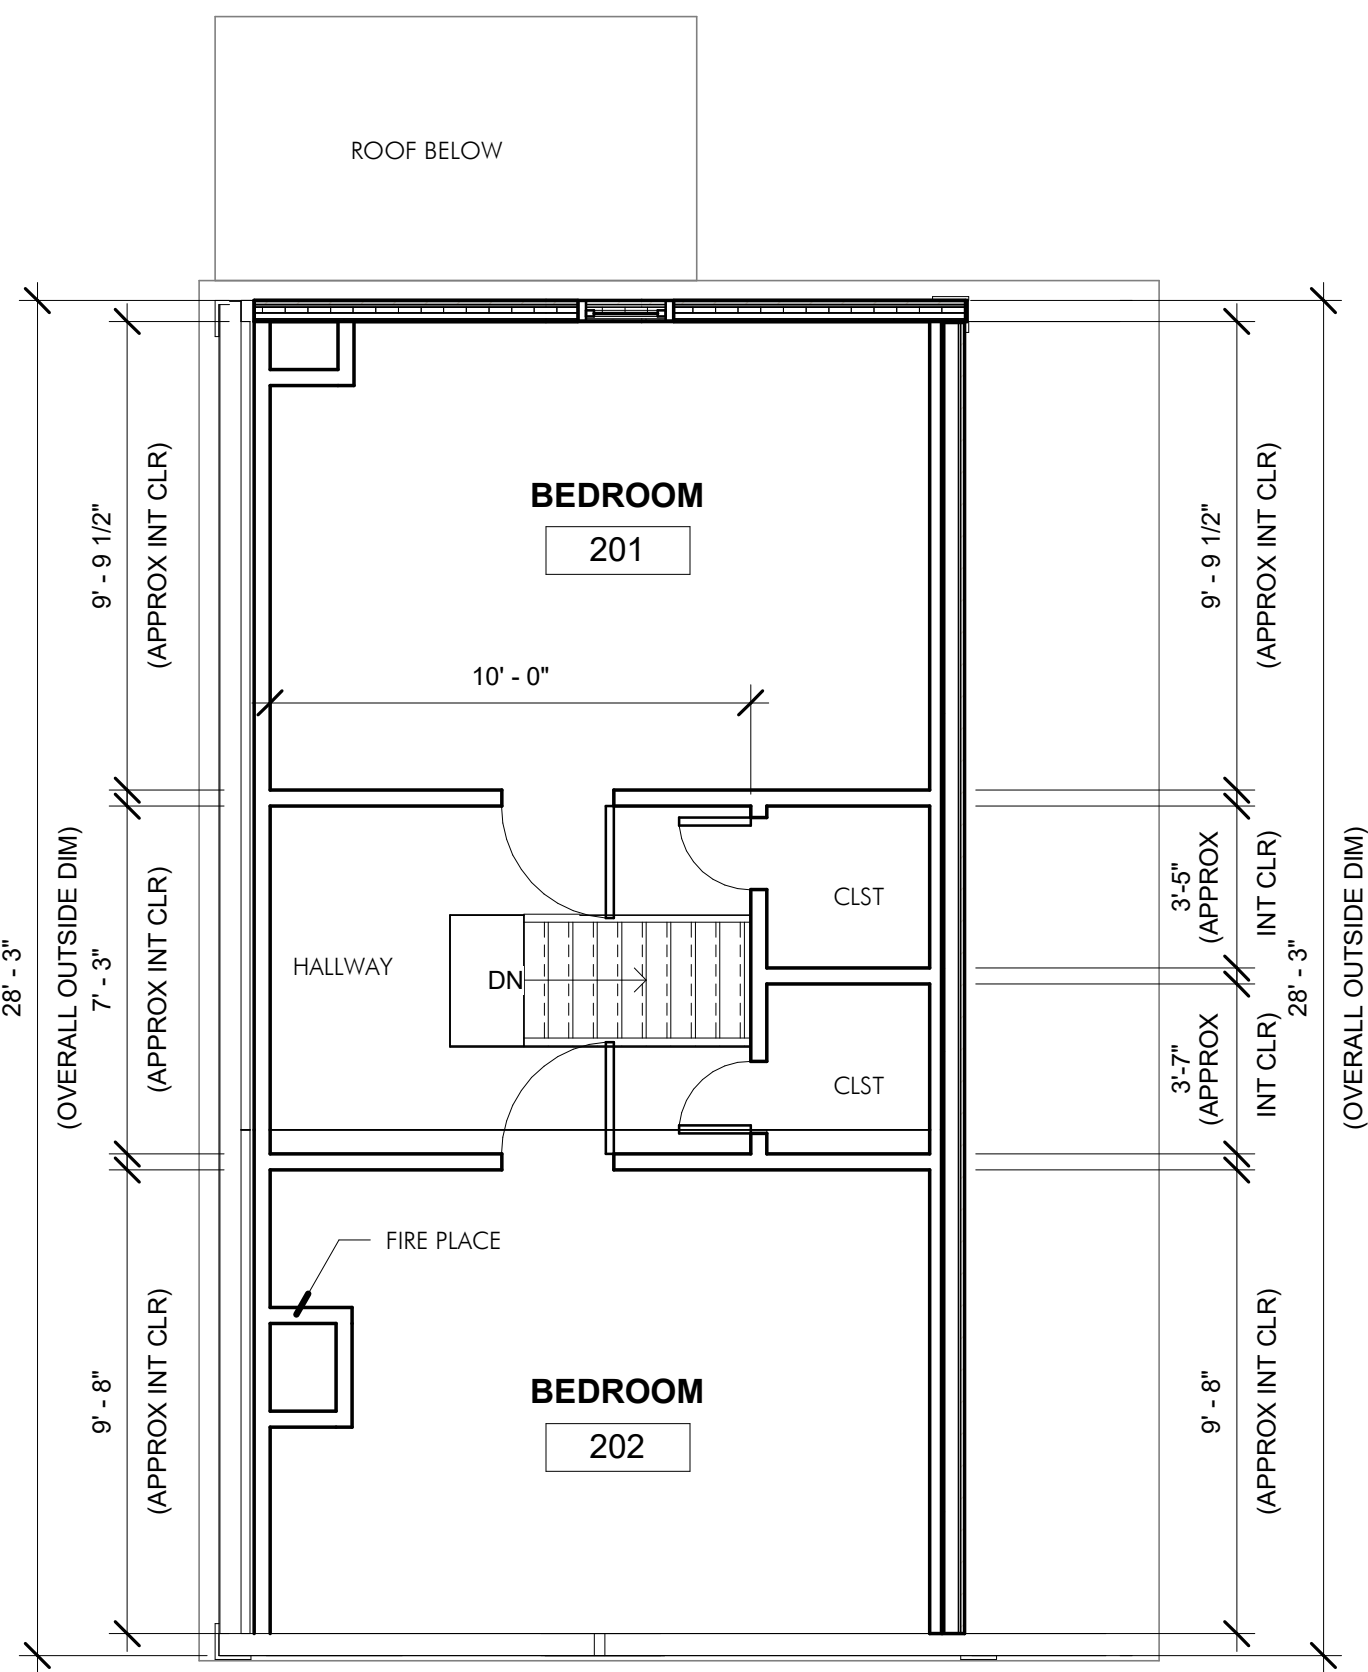 ROOF BELOW
9' - 9 1/2"
(APPROX INT CLR)
BEDROOM
201
9' - 9 1/2"
(APPROX INT CLR)
10' - 0"
28' - 3"
(OVERALL OUTSIDE DIM)
7' - 3"
(APPROX INT CLR)
HALLWAY
DN
CLST
CLST
3'-5"
(APPROX
INT CLR)
3'-7"
(APPROX
INT CLR)
28' - 3"
(OVERALL OUTSIDE DIM)
FIRE PLACE
9' - 8"
(APPROX INT CLR)
BEDROOM
202
9' - 8"
(APPROX INT CLR)